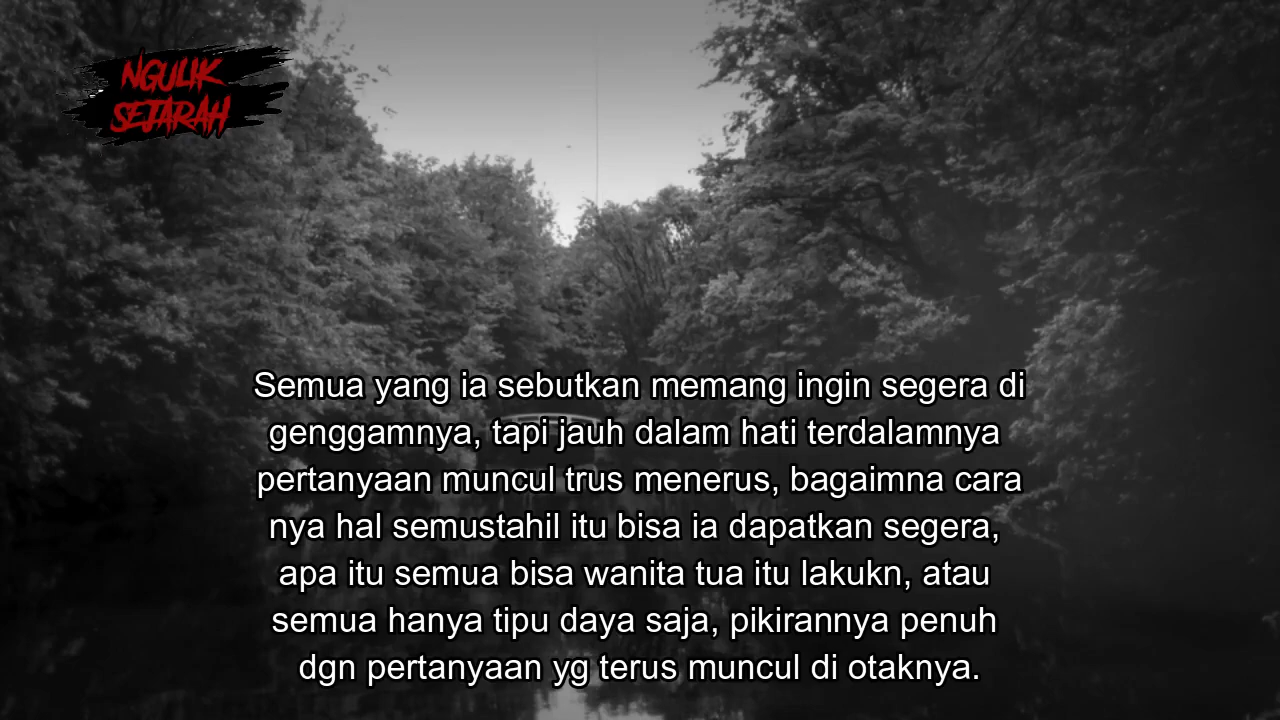 NGULIK
SEJARAH
Semua yang ia sebutkan memang ingin segera di
genggamnya, tapi jauh dalam hati terdalamnya
pertanyaan muncul trus menerus, bagaimna cara
nya hal semustahil itu bisa ia dapatkan segera,
apa itu semua bisa wanita tua itu lakukn, atau
semua hanya tipu daya saja, pikirannya penuh
dgn pertanyaan yg terus muncul di otaknya.